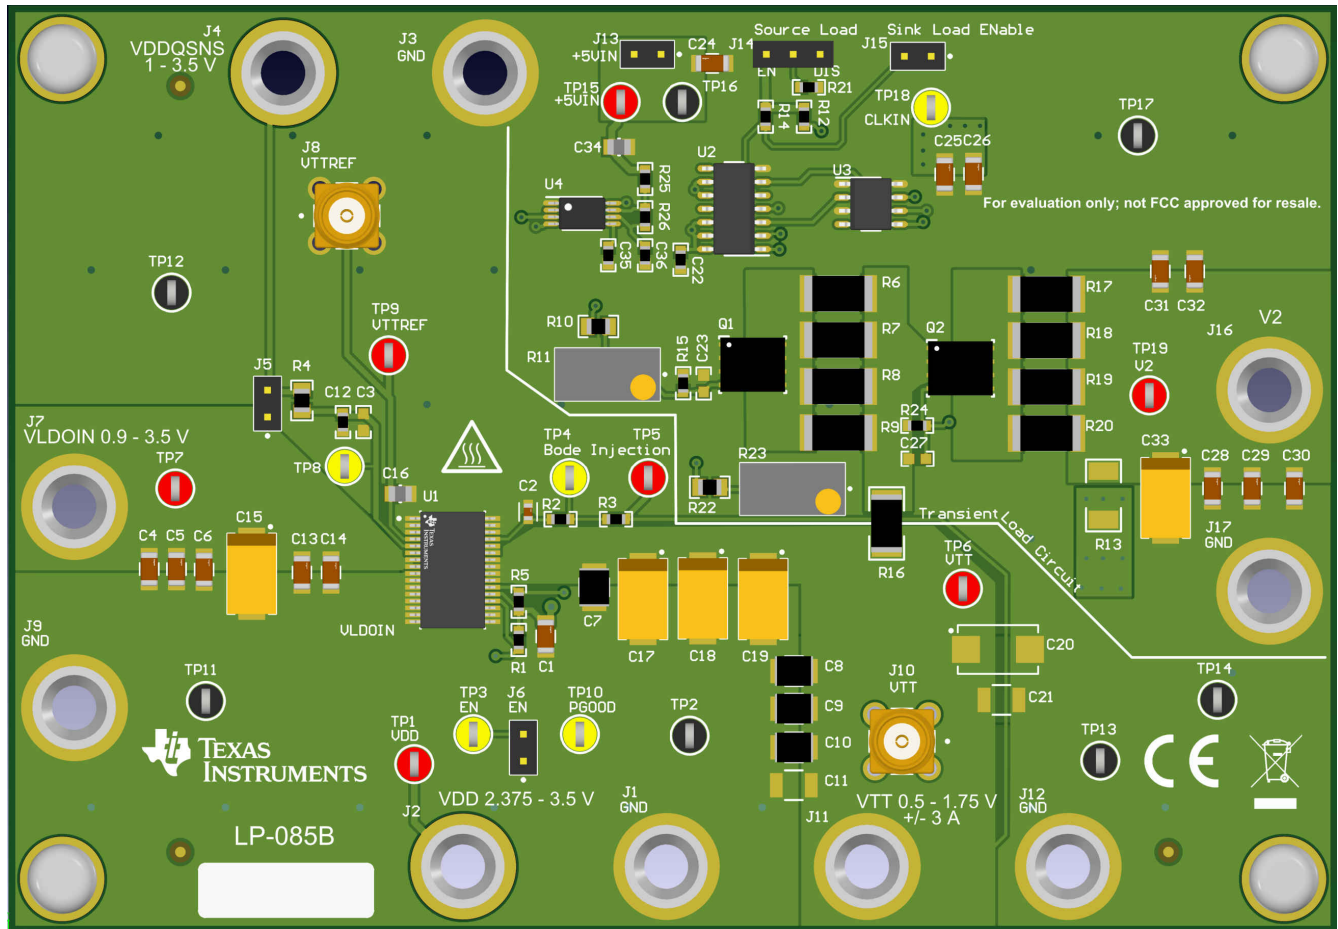 J4
VDDQSNS
1 - 3.5 V
J3
GND
J13
+5VIN
C24
J14
Source Load
EN
DIS
J15
Sink Load ENable
TP15
+5VIN
TP16
R21
R14
R12
TP18
CLKIN
TP17
J8
VTTREF
C34
R25
U2
U3
C25
C26
U4
R26
For evaluation only; not FCC approved for resale.
C35
C36
C22
TP12
TP9
VTTREF
R10
R11
R15
C23
Q1
R6
R7
R8
R9
Q2
R17
R18
R19
R20
C31
C32
J16
V2
TP19
V2
J5
R4
C12
C3
R24
C27
J7
VLDOIN 0.9 - 3.5 V
TP7
TP8
C16
U1
TP4
TP5
Bode Injection
R23
R22
C33
C28
C29
C30
C2
R2
R3
TEXAS
INSTRUMENTS
Transient Load Circuit
R16
R13
J17
GND
C15
C4
C5
C6
C13
C14
TP6
VTT
R5
R1
C1
C7
C17
C18
C19
VLDOIN
J9
GND
C20
C21
C8
C9
C10
C11
TP11
TP3
EN
J6
EN
TP10
PGOOD
TP2
J10
VTT
TP14
TP13
TEXAS
INSTRUMENTS
TP1
VDD
CE
VDD 2.375 - 3.5 V
J2
J1
GND
J11
VTT 0.5 - 1.75 V
+/- 3 A
J12
GND
LP-085B